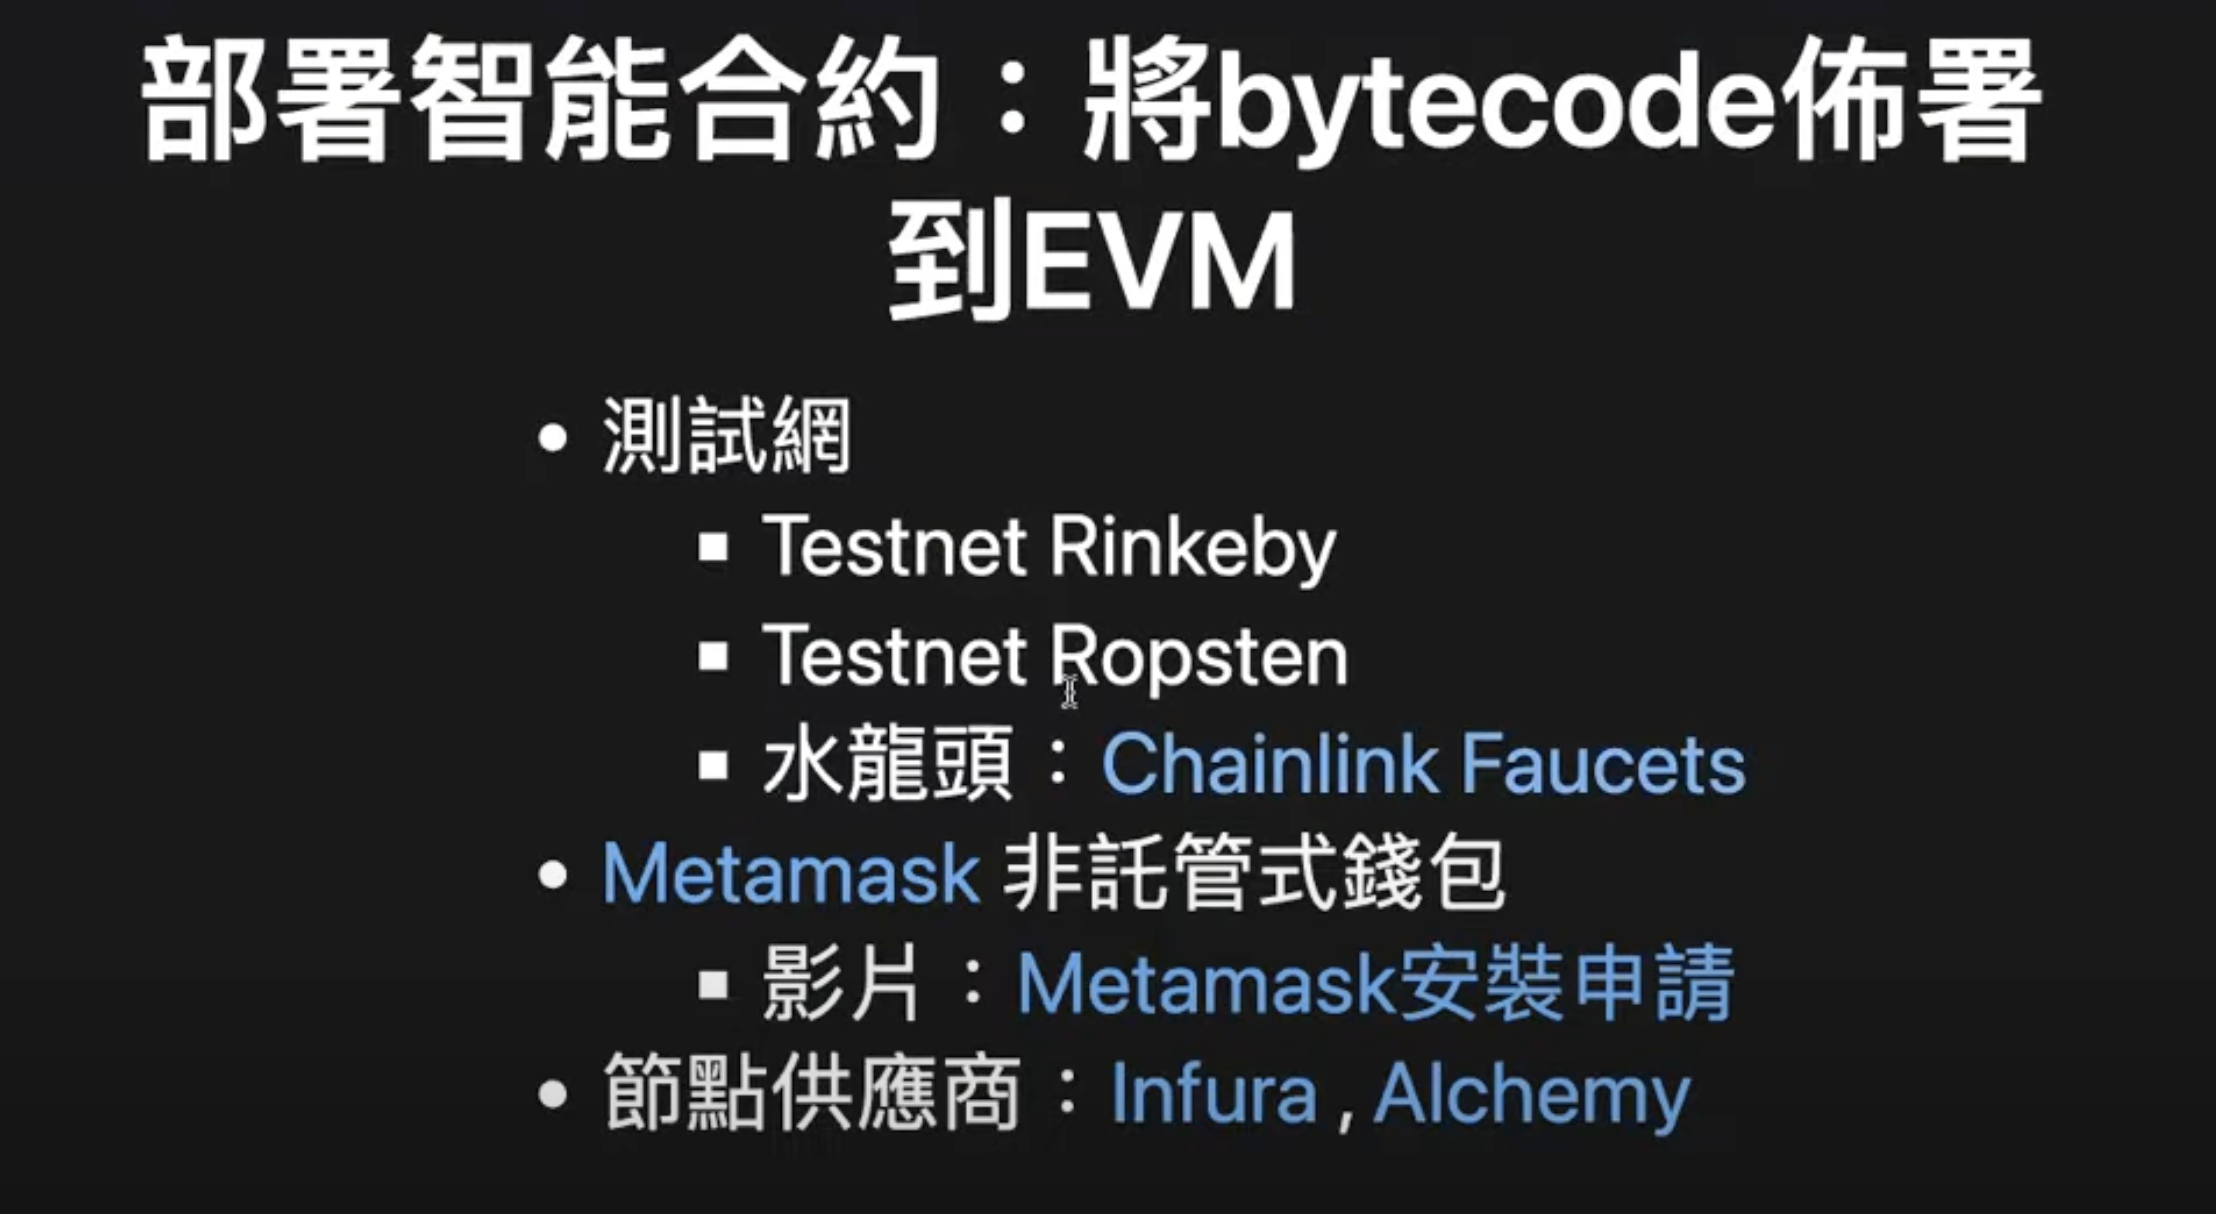 部署智能合約：將bytecode佈署
到EVM
• 測試網
▪ Testnet Rinkeby
▪ Testnet Ropsten
▪ 水龍頭：Chainlink Faucets
• Metamask 非託管式錢包
▪ 影片：Metamask安裝申請
• 節點供應商：Infura , Alchemy